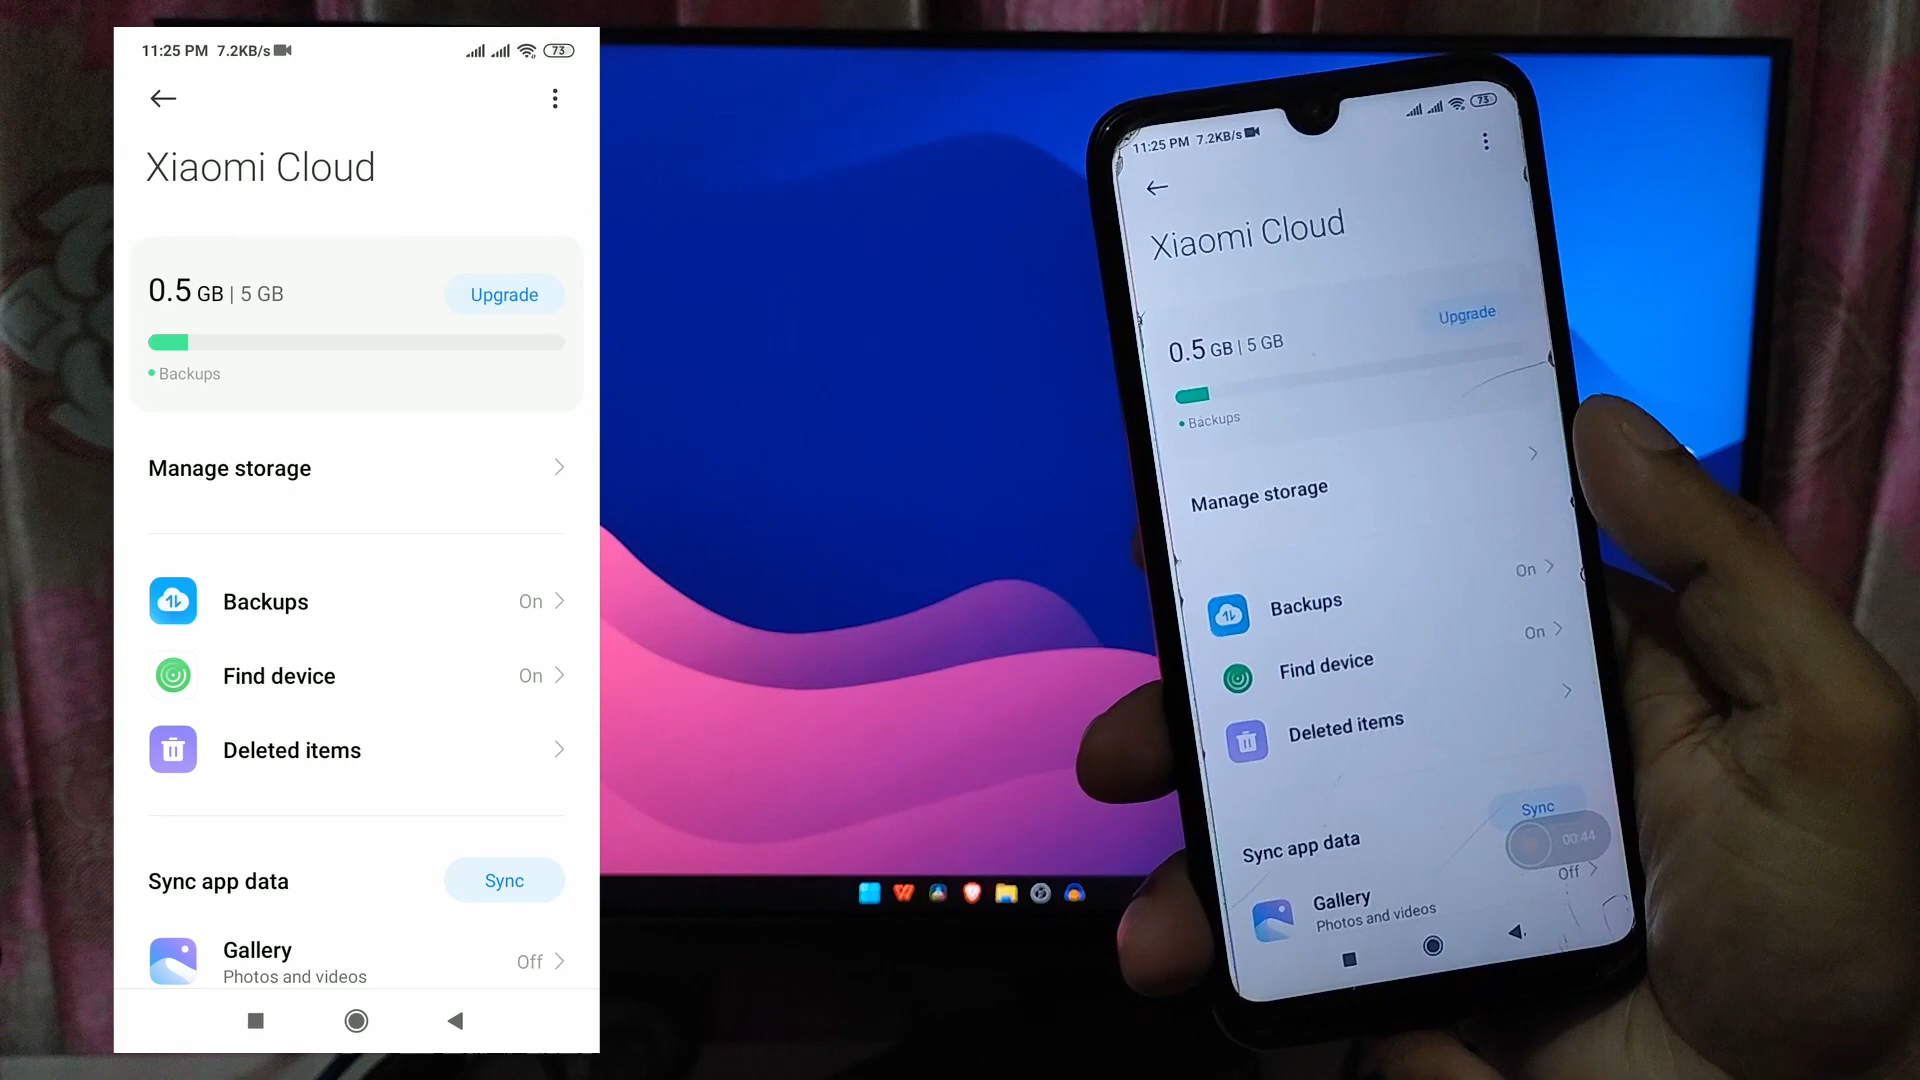 11:25 PM 7.2KB/s 73
Xiaomi Cloud
0.5 GB | 5 GB
Upgrade
Backups
Manage storage
Backups On
Find device On
Deleted items
Sync app data Sync
Gallery Off
Photos and videos
11:25 PM 7.2KB/s 73
Xiaomi Cloud
0.5 GB | 5 GB
Upgrade
Backups
Manage storage
Backups On
Find device On
Deleted items
Sync app data Sync
00:44
Gallery Off
Photos and videos